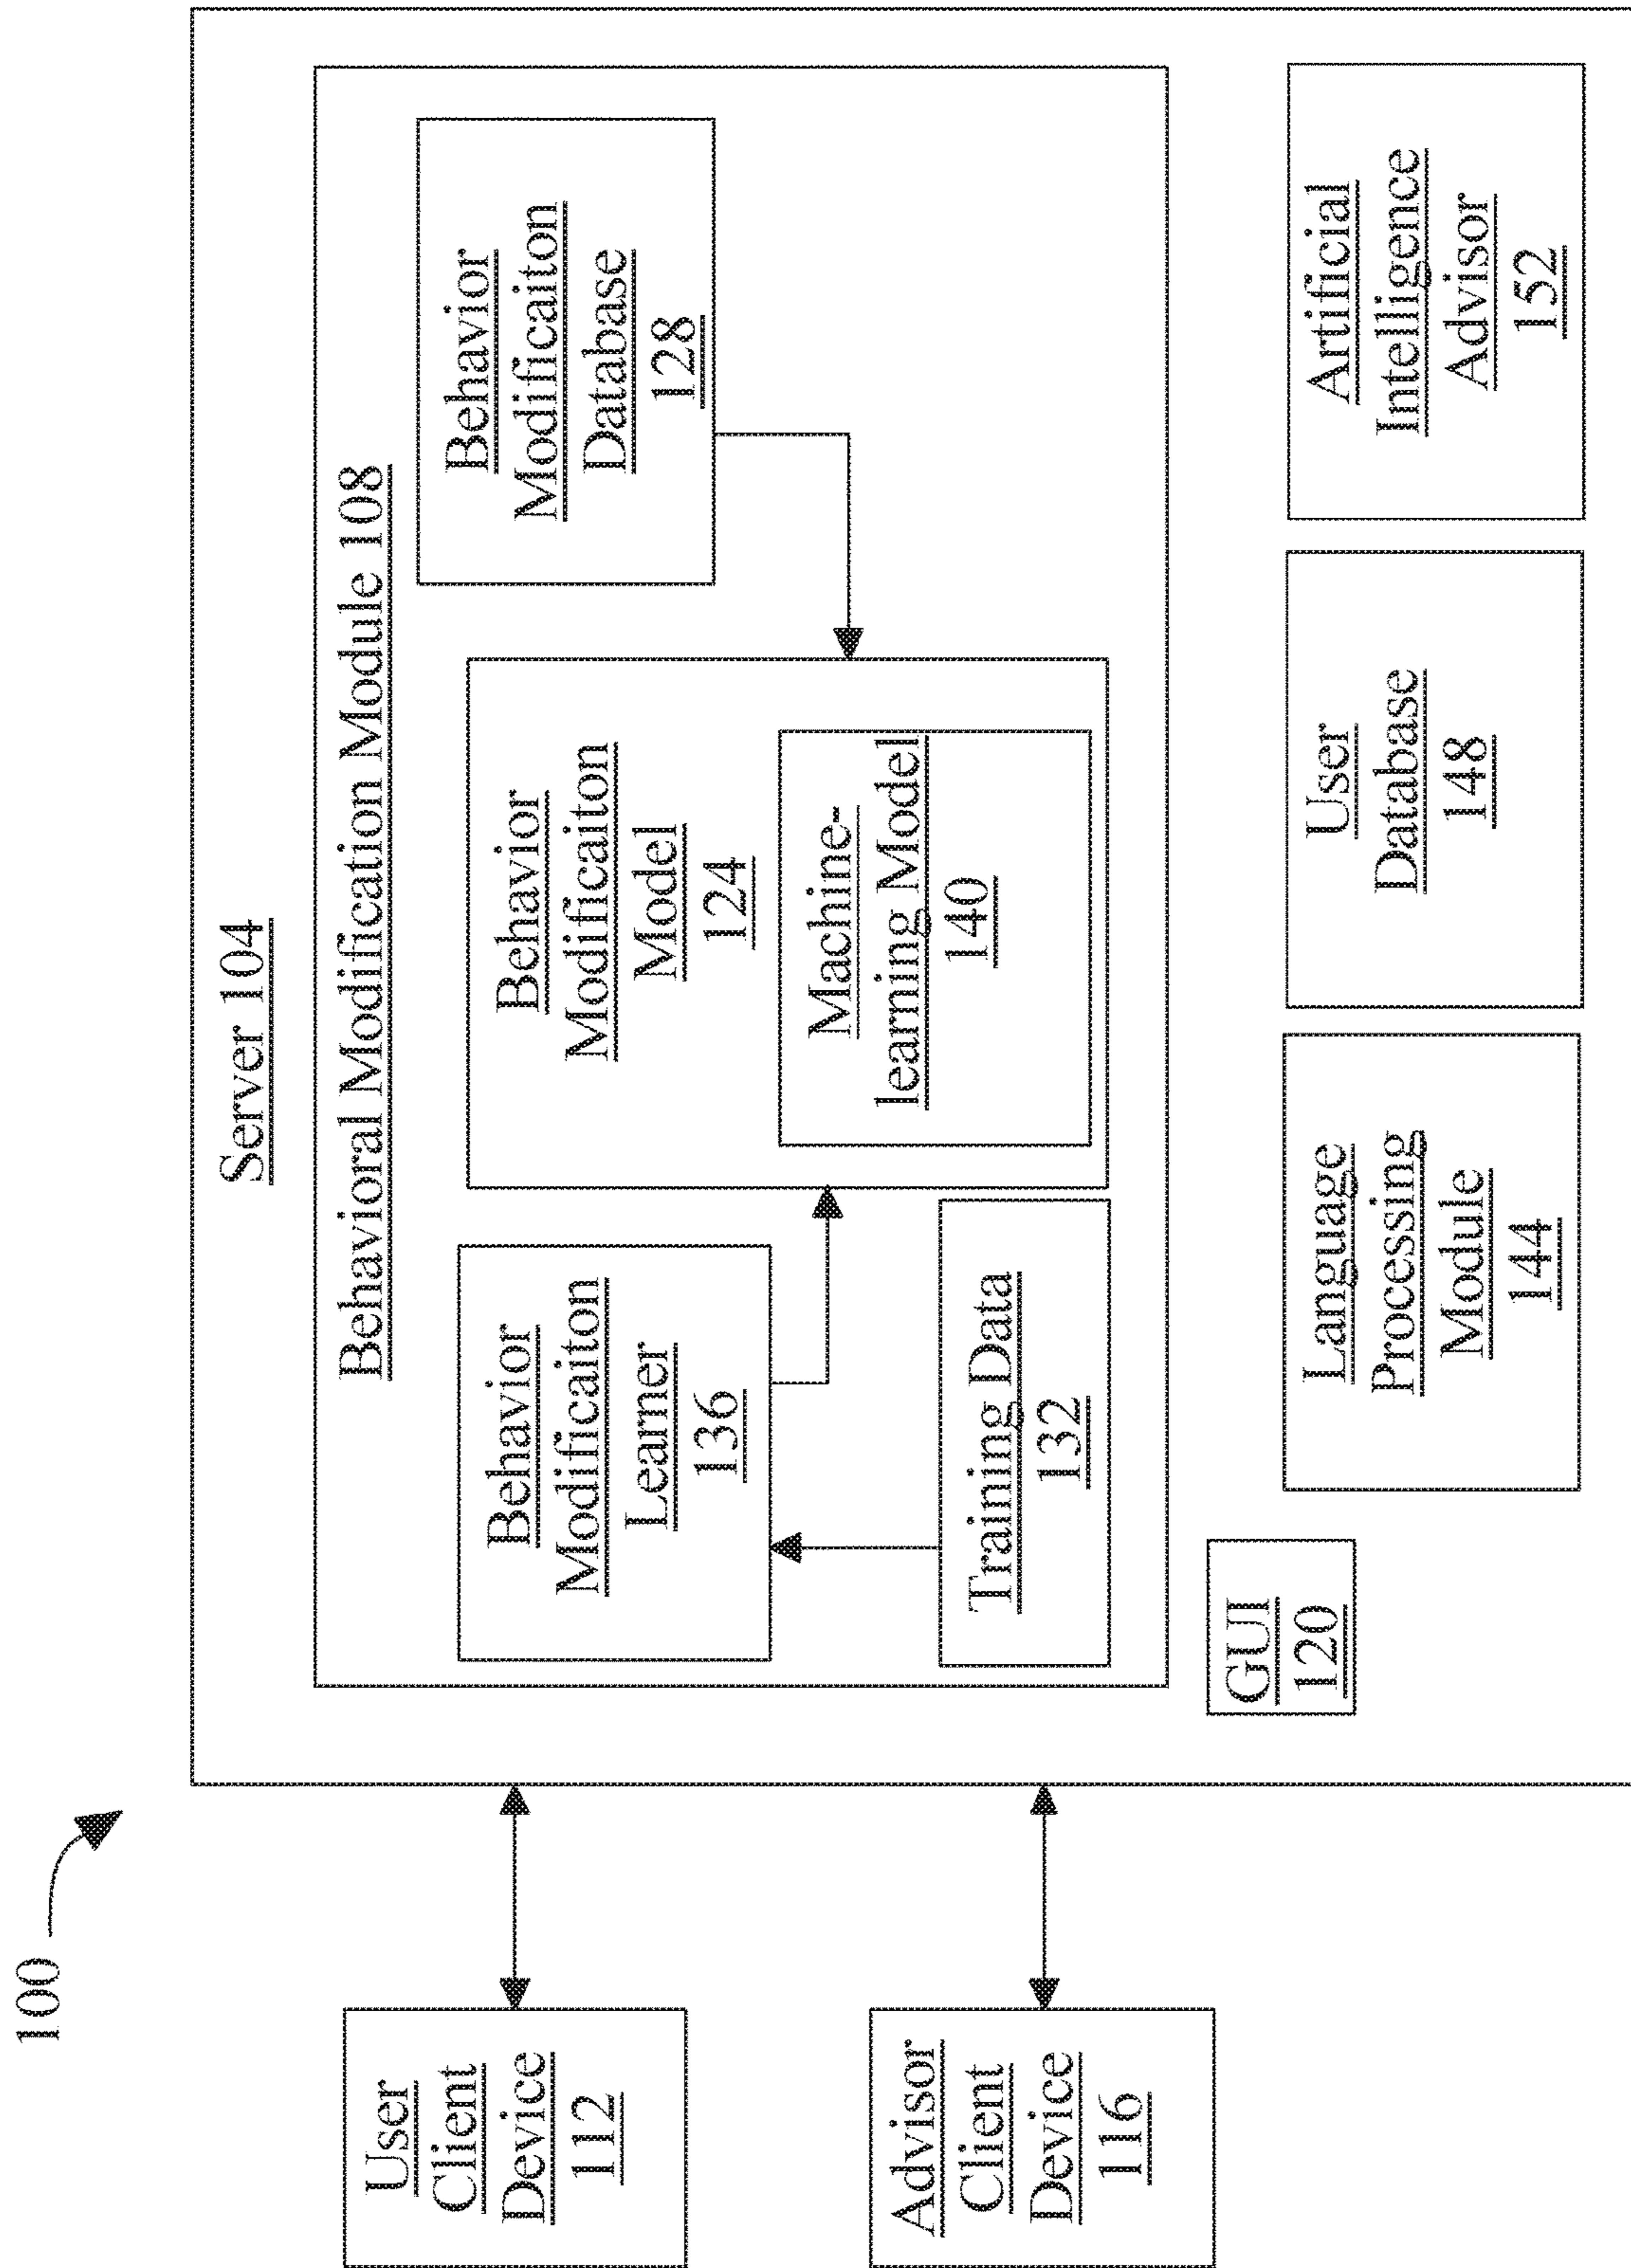 100
Server 104
Behavioral Modification Module 108
User
Client
Device
112
Advisor
Client
Device
116
Behavior
Modificaiton
Learner
136
Training Data
132
Behavior
Modificaiton
Model
124
Machine-
learning Model
140
Behavior
Modificaiton
Database
128
GUI
120
Language
Processing
Module
144
User
Database
148
Artificial
Intelligence
Advisor
152